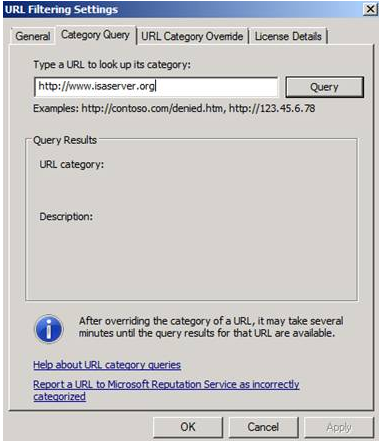 URL Filtering Settings
General Category Query URL Category Override License Details
Type a URL to look up its category:
http://www.isaserver.org Query
Examples: http://contoso.com/denied.htm, http://123.45.6.78
Query Results
URL category:
Description:
After overriding the category of a URL, it may take several
minutes until the query results for that URL are available.
Help about URL category queries
Report a URL to Microsoft Reputation Service as incorrectly
categorized
OK Cancel Apply